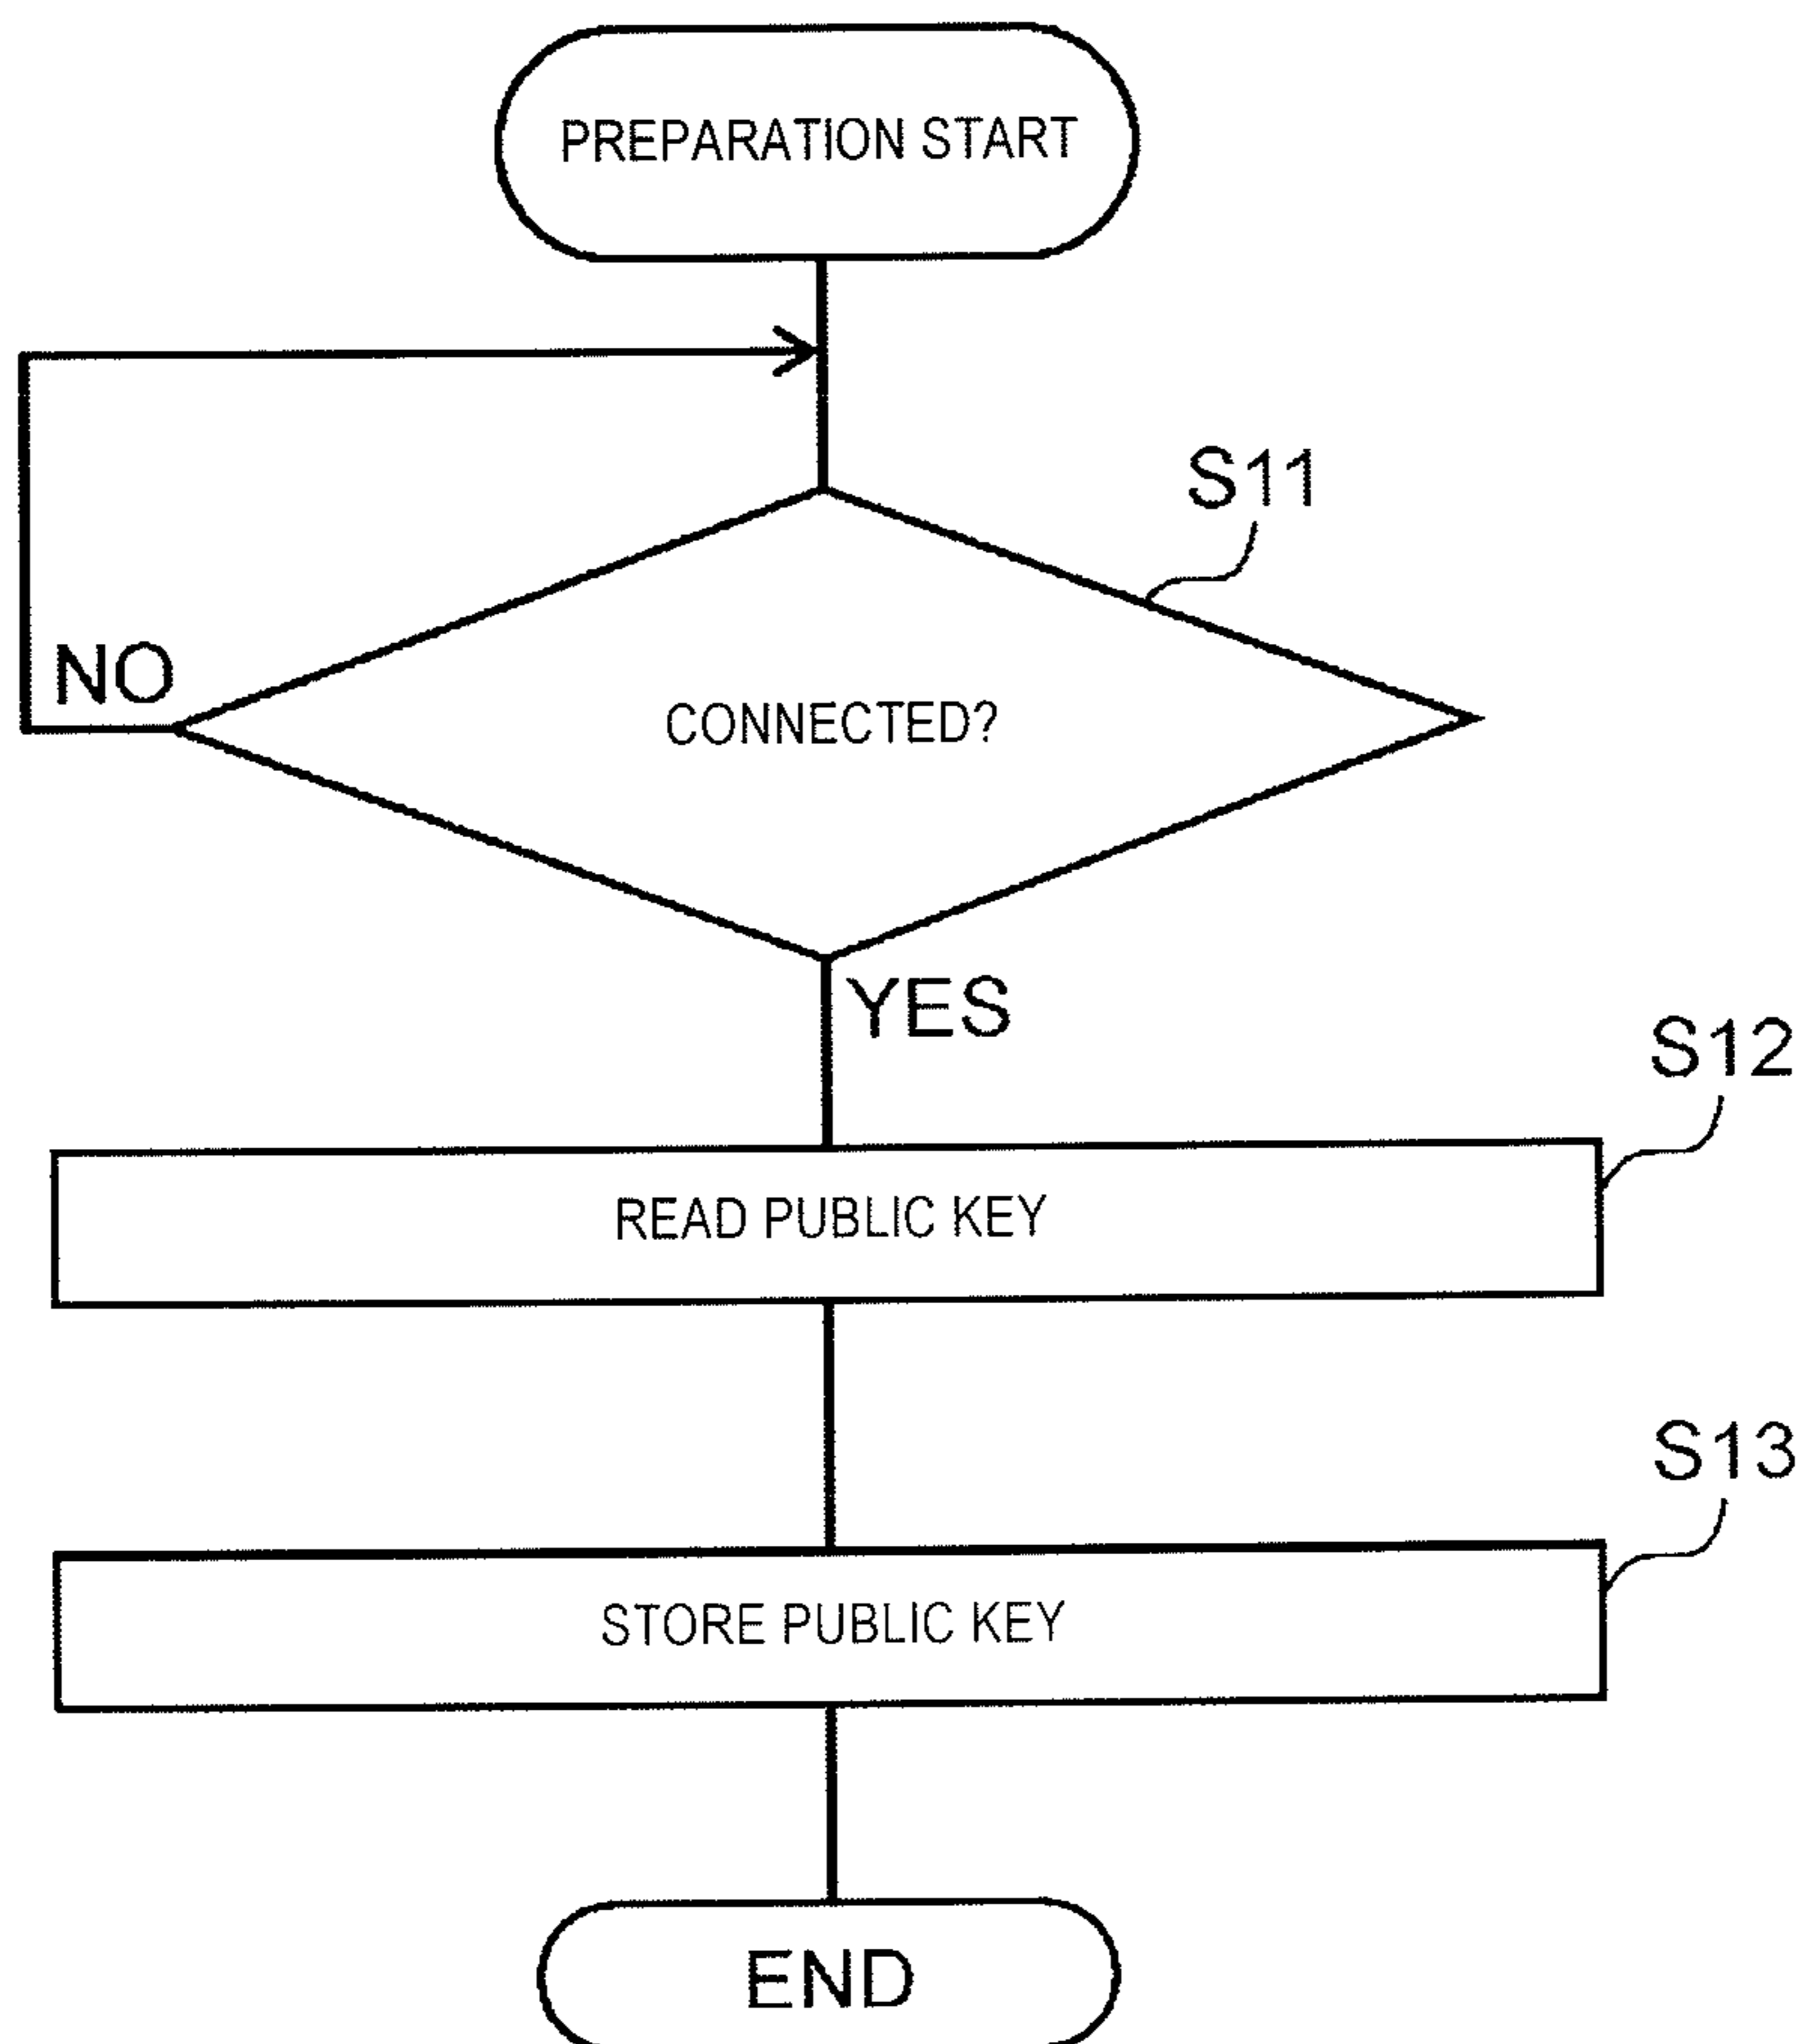 PREPARATION START
S11
NO
CONNECTED?
YES
S12
READ PUBLIC KEY
S13
STORE PUBLIC KEY
END